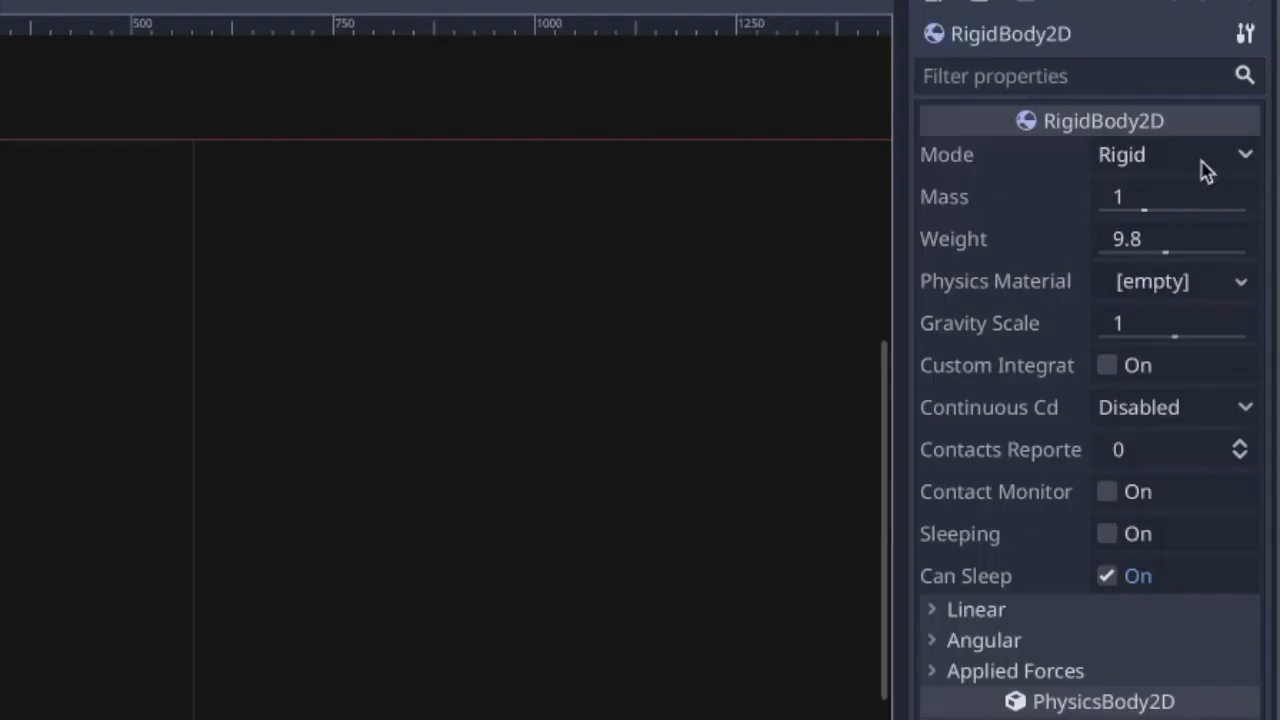 500 750 1000 1250
RigidBody2D
Filter properties
RigidBody2D
Mode Rigid
Mass 1
Weight 9.8
Physics Material [empty]
Gravity Scale 1
Custom Integrat On
Continuous Cd Disabled
Contacts Reporte 0
Contact Monitor On
Sleeping On
Can Sleep On
Linear
Angular
Applied Forces
PhysicsBody2D